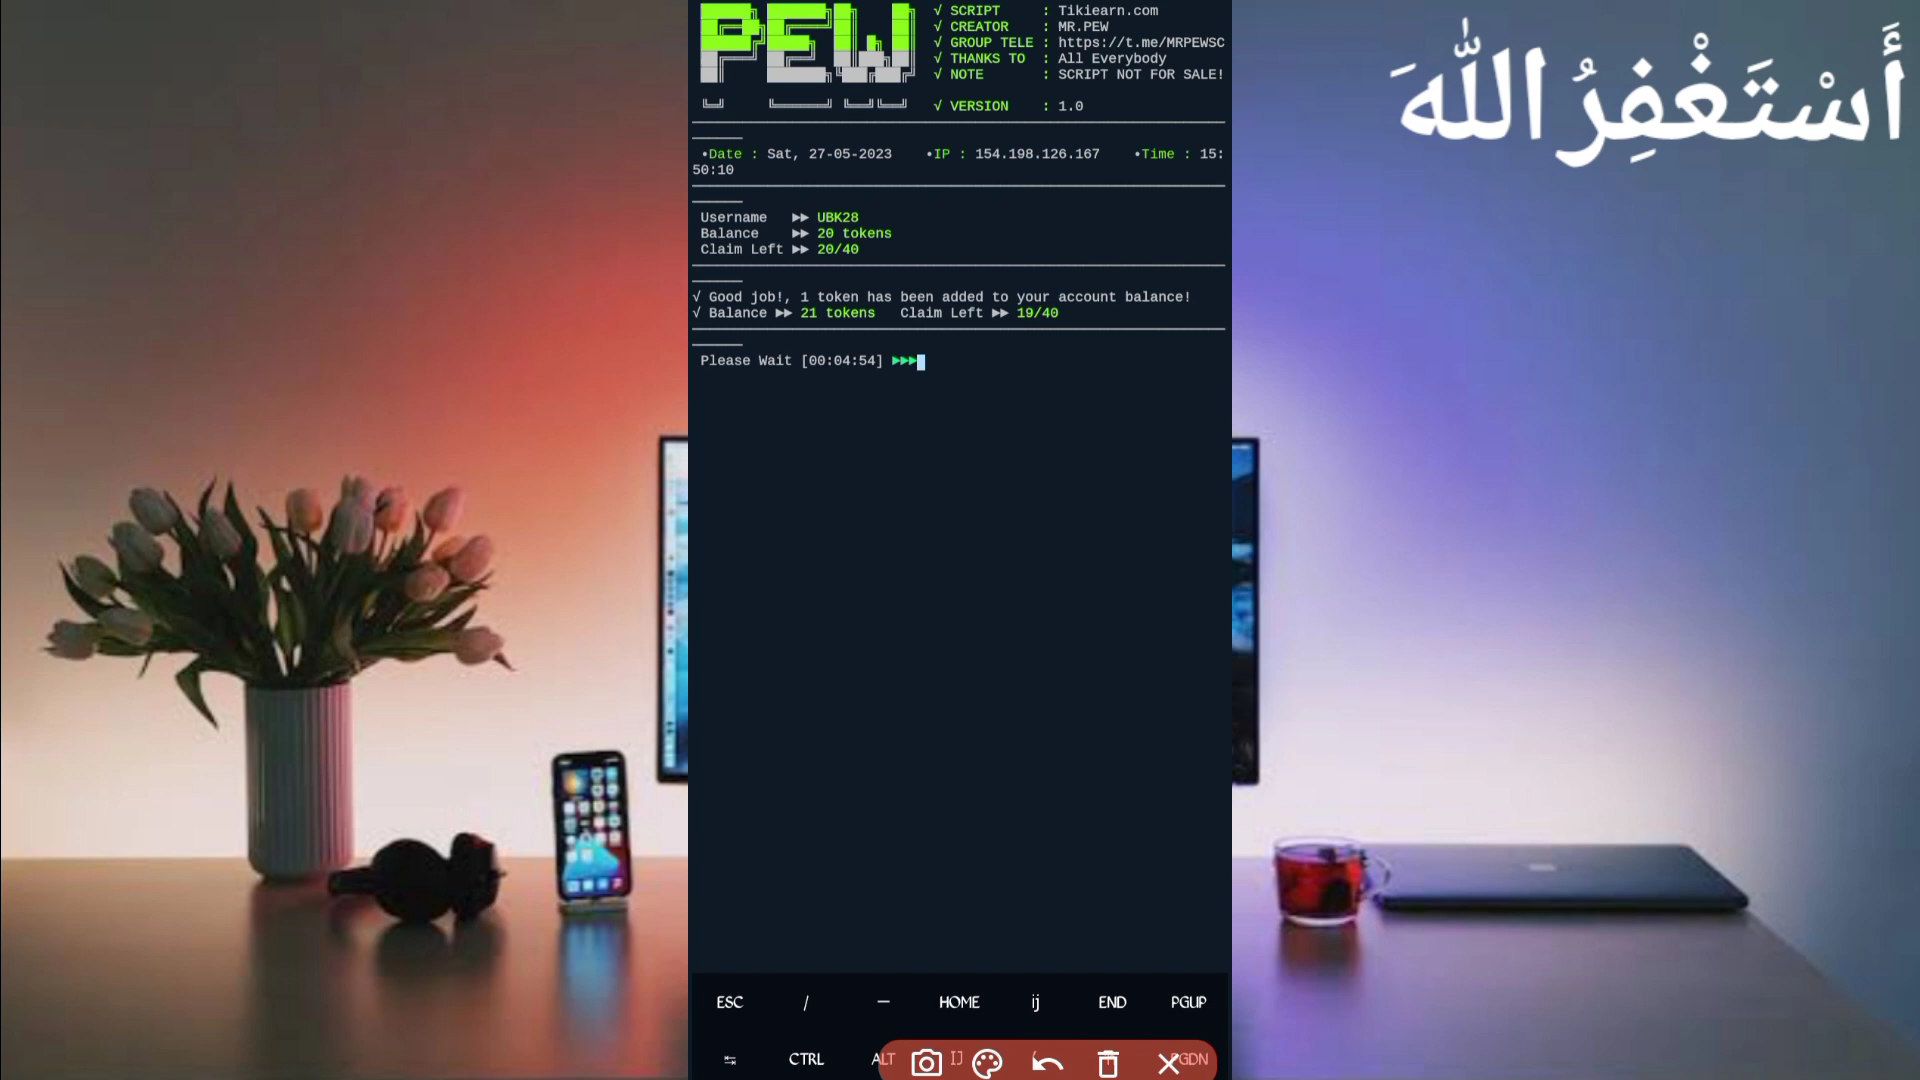 PEW
√ SCRIPT : Tikiearn.com
√ CREATOR : MR.PEW
√ GROUP TELE : https://t.me/MRPEWSC
√ THANKS TO : All Everybody
√ NOTE : SCRIPT NOT FOR SALE!
√ VERSION : 1.0
أَسْتَغْفِرُ اللّٰهَ
•Date : Sat, 27-05-2023 •IP : 154.198.126.167 •Time : 15:
50:10
Username ►► UBK28
Balance ►► 20 tokens
Claim Left ►► 20/40
√ Good job!, 1 token has been added to your account balance!
√ Balance ►► 21 tokens Claim Left ►► 19/40
Please Wait [00:04:54] ►►►
ESC / — HOME ij END PGUP
CTRL ALT IJ PGDN